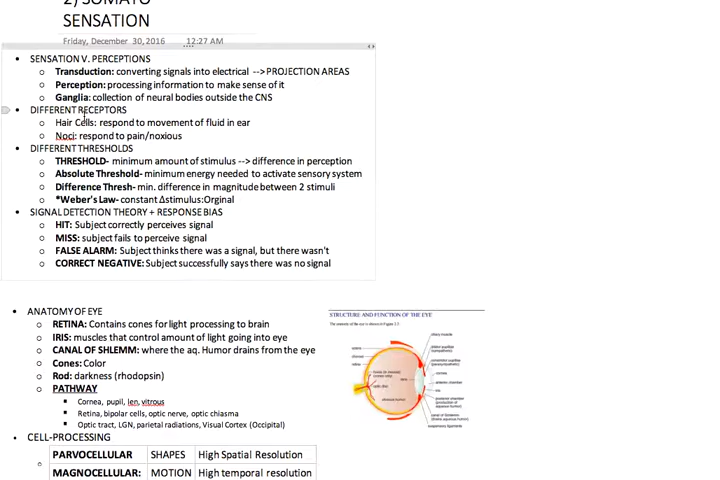 2) SOMATO
SENSATION
Friday, December 30, 2016 12:27 AM
• SENSATION V. PERCEPTIONS
o Transduction: converting signals into electrical -->PROJECTION AREAS
o Perception: processing information to make sense of it
o Ganglia: collection of neural bodies outside the CNS
• DIFFERENT RECEPTORS
o Hair Cells: respond to movement of fluid in ear
o Noci: respond to pain/noxious
• DIFFERENT THRESHOLDS
o THRESHOLD- minimum amount of stimulus --> difference in perception
o Absolute Threshold- minimum energy needed to activate sensory system
o Difference Thresh- min. difference in magnitude between 2 stimuli
o *Weber's Law- constant Δstimulus:Orginal
• SIGNAL DETECTION THEORY + RESPONSE BIAS
o HIT: Subject correctly perceives signal
o MISS: subject fails to perceive signal
o FALSE ALARM: Subject thinks there was a signal, but there wasn't
o CORRECT NEGATIVE: Subject successfully says there was no signal
• ANATOMY OF EYE
o RETINA: Contains cones for light processing to brain
o IRIS: muscles that control amount of light going into eye
o CANAL OF SHLEMM: where the aq. Humor drains from the eye
o Cones: Color
o Rod: darkness (rhodopsin)
o PATHWAY
▪ Cornea, pupil, len, vitrous
▪ Retina, bipolar cells, optic nerve, optic chiasma
▪ Optic tract, LGN, parietal radiations, Visual Cortex (Occipital)
• CELL-PROCESSING
o PARVOCELLULAR SHAPES High Spatial Resolution
MAGNOCELLULAR: MOTION High temporal resolution
STRUCTURE AND FUNCTION OF THE EYE
ciliary muscle
cornea
anterior chamber
iris
posterior chamber
suspensory ligaments